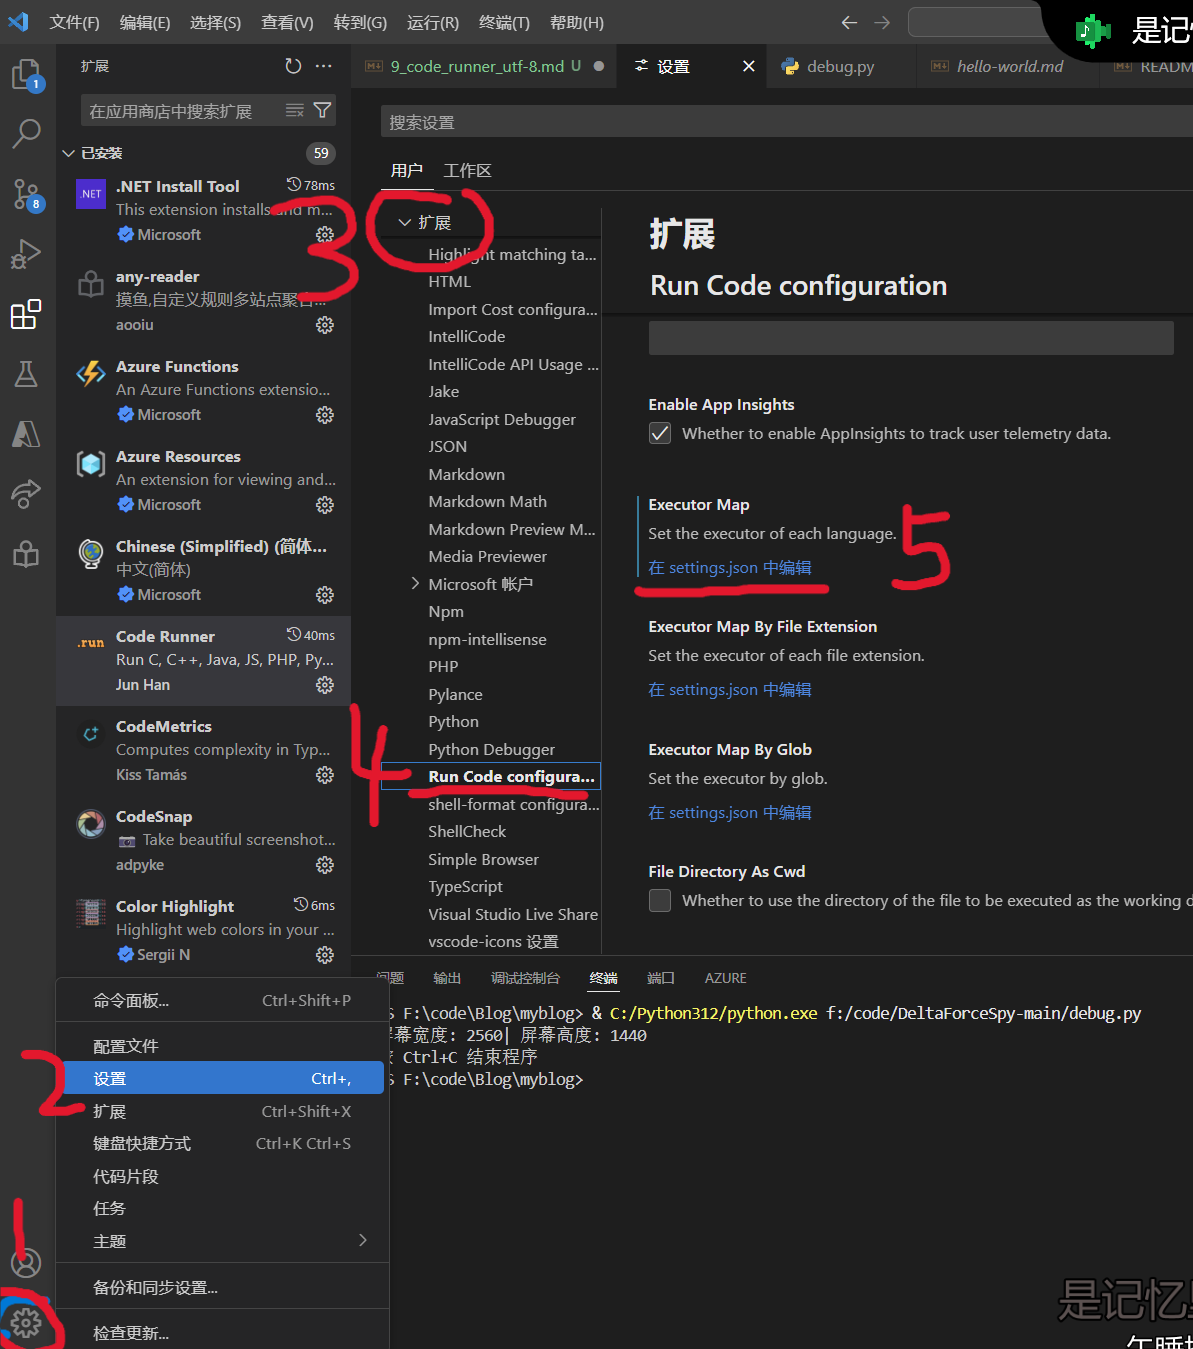 文件(F) 编辑(E) 选择(S) 查看(V) 转到(G) 运行(R) 终端(T) 帮助(H)
是记忆
扩展
9_code_runner_utf-8.md U
设置
debug.py
hello-world.md
READM
1
在应用商店中搜索扩展
搜索设置
已安装 59
用户 工作区
.NET Install Tool 78ms
This extension installs and m...
Microsoft
any-reader
摸鱼,自定义规则多站点聚合...
aooiu
Azure Functions
An Azure Functions extensio...
Microsoft
Azure Resources
An extension for viewing and...
Microsoft
Chinese (Simplified) (简体...
中文(简体)
Microsoft
Code Runner 40ms
Run C, C++, Java, JS, PHP, Py...
Jun Han
CodeMetrics
Computes complexity in Typ...
Kiss Tamás
CodeSnap
Take beautiful screenshot...
adpyke
Color Highlight 6ms
Highlight web colors in your ...
Sergii N
8
3
扩展
Highlight matching ta...
HTML
Import Cost configura...
IntelliCode
IntelliCode API Usage ...
Jake
JavaScript Debugger
JSON
Markdown
Markdown Math
Markdown Preview M...
Media Previewer
Microsoft 帐户
Npm
npm-intellisense
PHP
Pylance
Python
Python Debugger
4
Run Code configura...
shell-format configura...
ShellCheck
Simple Browser
TypeScript
Visual Studio Live Share
vscode-icons 设置
扩展
Run Code configuration
Enable App Insights
Whether to enable AppInsights to track user telemetry data.
Executor Map
Set the executor of each language.
在 settings.json 中编辑
5
Executor Map By File Extension
Set the executor of each file extension.
在 settings.json 中编辑
Executor Map By Glob
Set the executor by glob.
在 settings.json 中编辑
File Directory As Cwd
Whether to use the directory of the file to be executed as the working d
问题 输出 调试控制台 终端 端口 AZURE
S F:\code\Blog\myblog> & C:/Python312/python.exe f:/code/DeltaForceSpy-main/debug.py
屏幕宽度: 2560| 屏幕高度: 1440
Ctrl+C 结束程序
S F:\code\Blog\myblog>
命令面板... Ctrl+Shift+P
配置文件
2
设置 Ctrl+,
扩展 Ctrl+Shift+X
键盘快捷方式 Ctrl+K Ctrl+S
代码片段
任务
主题
备份和同步设置...
检查更新...
1
是记忆
午睡